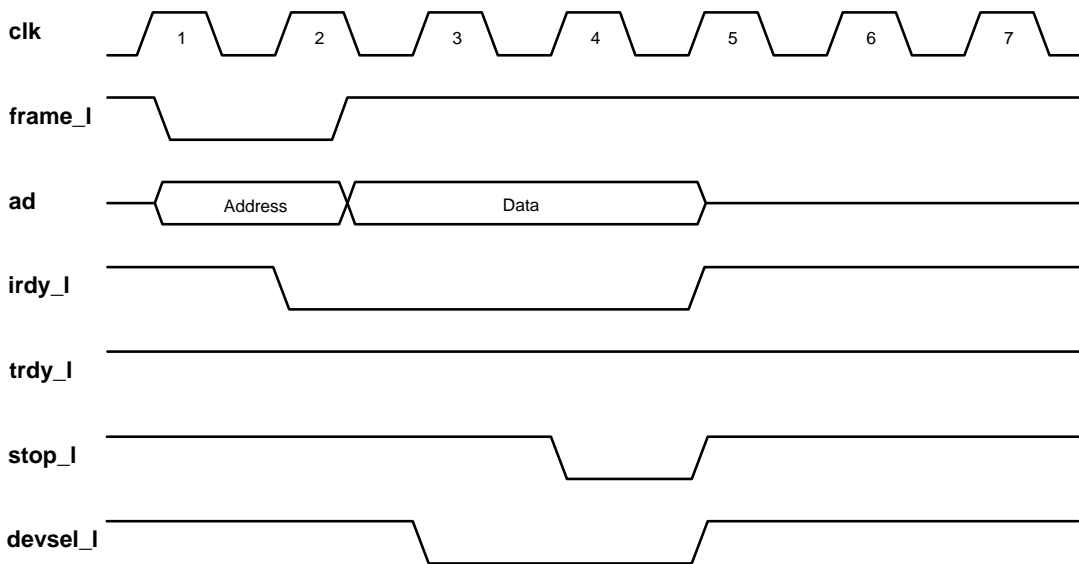 clk
1 2 3 4 5 6 7
frame_l
ad
Address Data
irdy_l
trdy_l
stop_l
devsel_l